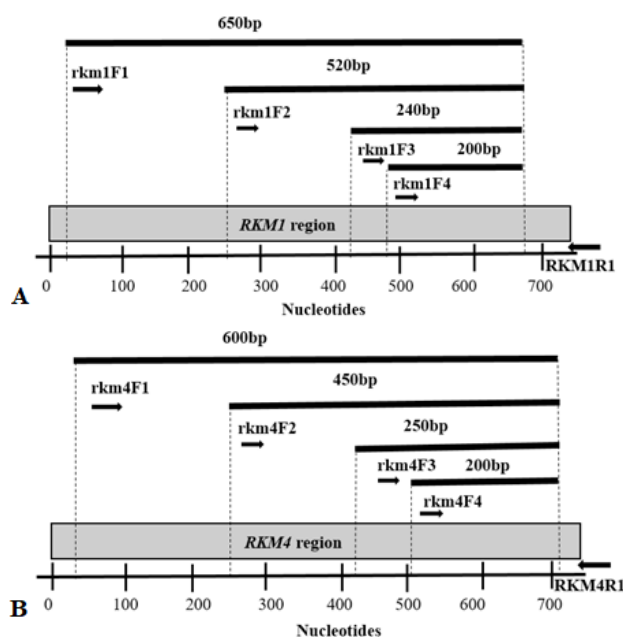 650bp
rkm1F1
520bp
rkm1F2
240bp
rkm1F3
200bp
rkm1F4
RKM1 region
RKM1R1
0 100 200 300 400 500 600 700
Nucleotides
A
600bp
rkm4F1
450bp
rkm4F2
250bp
rkm4F3
200bp
rkm4F4
RKM4 region
RKM4R1
0 100 200 300 400 500 600 700
Nucleotides
B